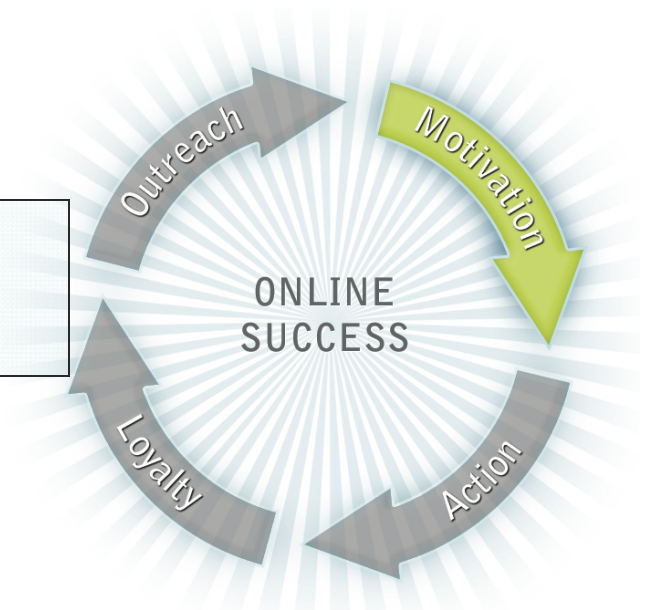 Outreach
Motivation
ONLINE
SUCCESS
Loyalty
Action